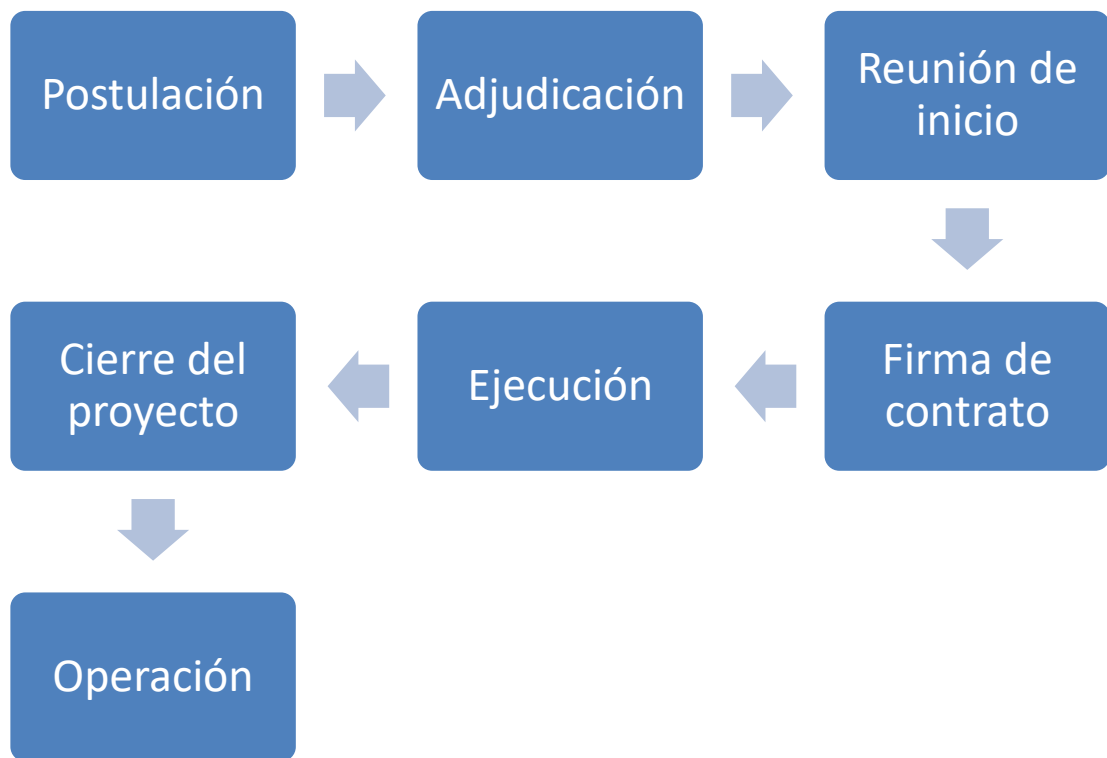 Postulación
Adjudicación
Reunión de
inicio
Firma de
contrato
Ejecución
Cierre del
proyecto
Operación